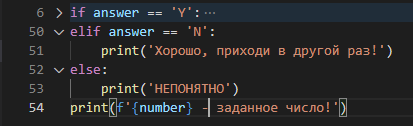 6 if answer == 'Y':...
50 elif answer == 'N':
51 print('Хорошо, приходи в другой раз!')
52 else:
53 print('НЕПОНЯТНО')
54 print(f'{number} - заданное число!')